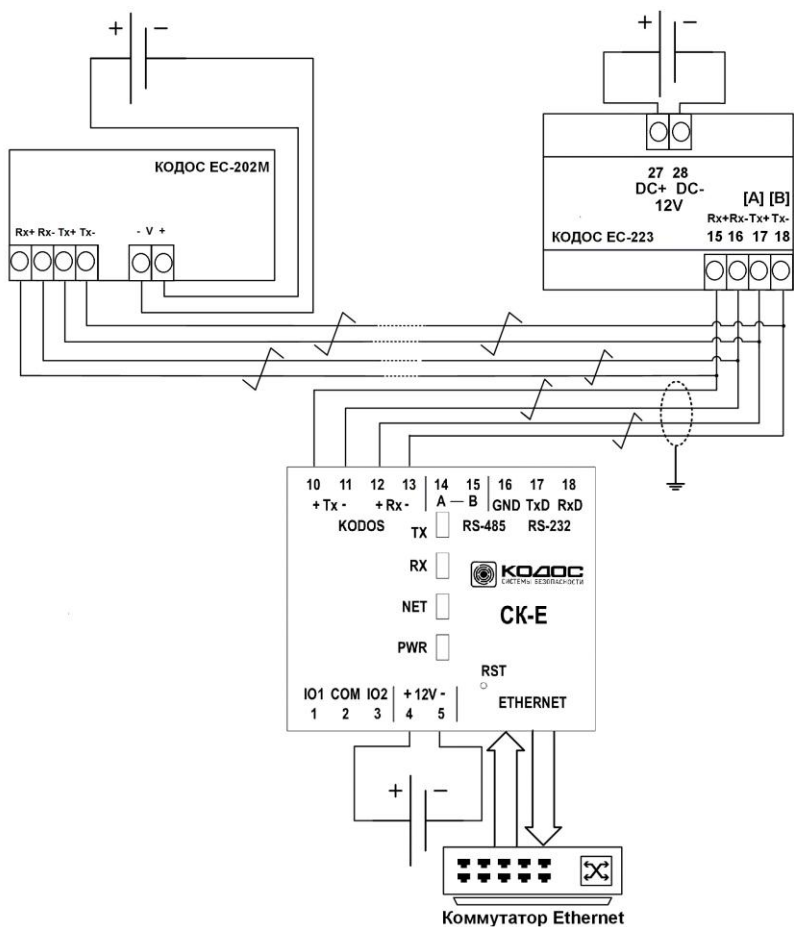 + −
+ −
КОДОС ЕС-202М
Rx+ Rx- Tx+ Tx-
- V +
27 28
DC+ DC-
12V
[A] [B]
Rx+ Rx- Tx+ Tx-
КОДОС ЕС-223
15 16 17 18
10 11 12 13 14 15 16 17 18
+ Tx - + Rx - A — B GND TxD RxD
KODOS RS-485 RS-232
TX
RX
КОДОС
СИСТЕМЫ БЕЗОПАСНОСТИ
NET
СК-Е
PWR
RST
IO1 COM IO2 + 12V -
ETHERNET
1 2 3 4 5
+ −
Коммутатор Ethernet